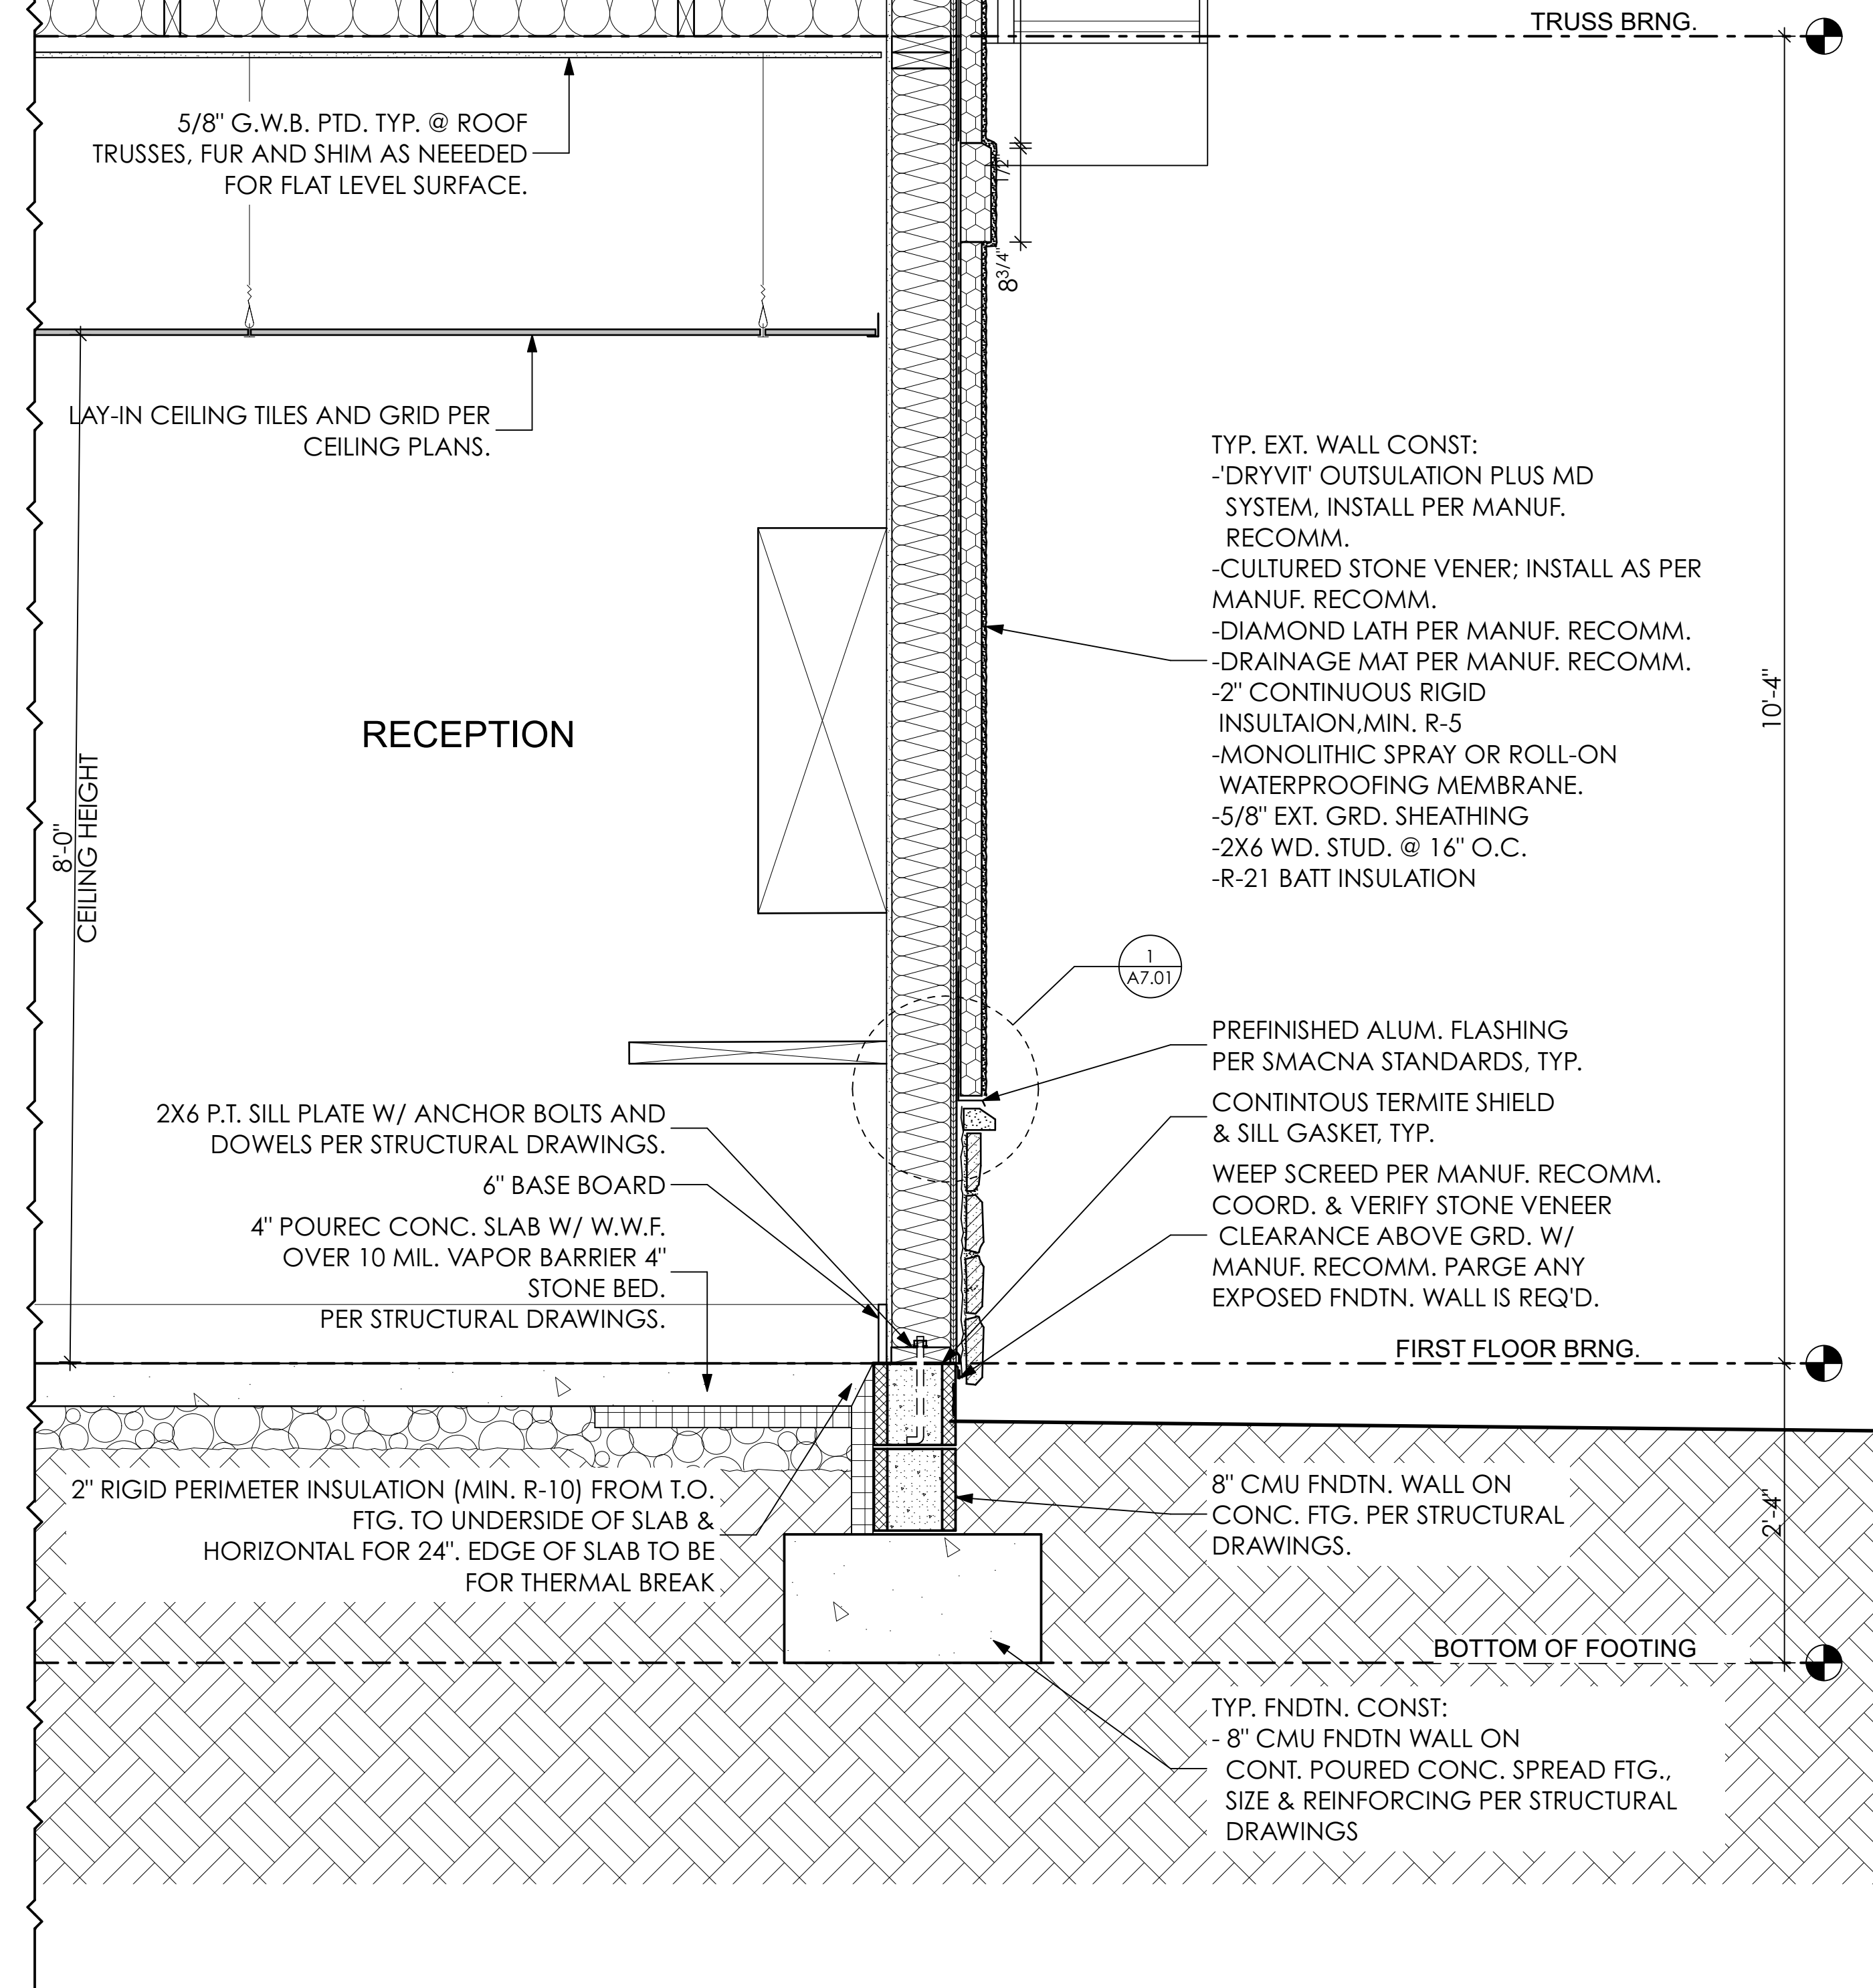 TRUSS BRNG.
5/8" G.W.B. PTD. TYP. @ ROOF
TRUSSES, FUR AND SHIM AS NEEEDED
FOR FLAT LEVEL SURFACE.
1/2"
8 3/4"
LAY-IN CEILING TILES AND GRID PER
CEILING PLANS.
TYP. EXT. WALL CONST:
-'DRYVIT' OUTSULATION PLUS MD
SYSTEM, INSTALL PER MANUF.
RECOMM.
-CULTURED STONE VENER; INSTALL AS PER
MANUF. RECOMM.
-DIAMOND LATH PER MANUF. RECOMM.
-DRAINAGE MAT PER MANUF. RECOMM.
-2" CONTINUOUS RIGID
INSULTAION,MIN. R-5
-MONOLITHIC SPRAY OR ROLL-ON
WATERPROOFING MEMBRANE.
-5/8" EXT. GRD. SHEATHING
-2X6 WD. STUD. @ 16" O.C.
-R-21 BATT INSULATION
10'-4"
RECEPTION
8'-0"
CEILING HEIGHT
1
A7.01
PREFINISHED ALUM. FLASHING
PER SMACNA STANDARDS, TYP.
CONTINTOUS TERMITE SHIELD
& SILL GASKET, TYP.
WEEP SCREED PER MANUF. RECOMM.
COORD. & VERIFY STONE VENEER
CLEARANCE ABOVE GRD. W/
MANUF. RECOMM. PARGE ANY
EXPOSED FNDTN. WALL IS REQ'D.
2X6 P.T. SILL PLATE W/ ANCHOR BOLTS AND
DOWELS PER STRUCTURAL DRAWINGS.
6" BASE BOARD
4" POUREC CONC. SLAB W/ W.W.F.
OVER 10 MIL. VAPOR BARRIER 4"
STONE BED.
PER STRUCTURAL DRAWINGS.
FIRST FLOOR BRNG.
2" RIGID PERIMETER INSULATION (MIN. R-10) FROM T.O.
FTG. TO UNDERSIDE OF SLAB &
HORIZONTAL FOR 24". EDGE OF SLAB TO BE
FOR THERMAL BREAK
8" CMU FNDTN. WALL ON
CONC. FTG. PER STRUCTURAL
DRAWINGS.
2'-4"
BOTTOM OF FOOTING
TYP. FNDTN. CONST:
- 8" CMU FNDTN WALL ON
CONT. POURED CONC. SPREAD FTG.,
SIZE & REINFORCING PER STRUCTURAL
DRAWINGS